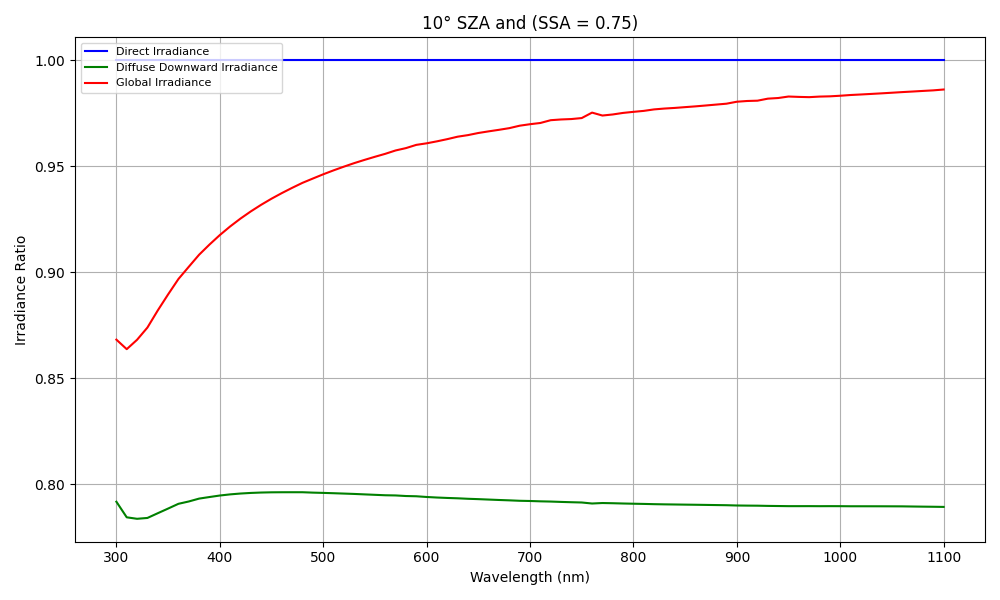 10° SZA and (SSA = 0.75)
Direct Irradiance
Diffuse Downward Irradiance
Global Irradiance
Irradiance Ratio
1.00
0.95
0.90
0.85
0.80
300 400 500 600 700 800 900 1000 1100
Wavelength (nm)